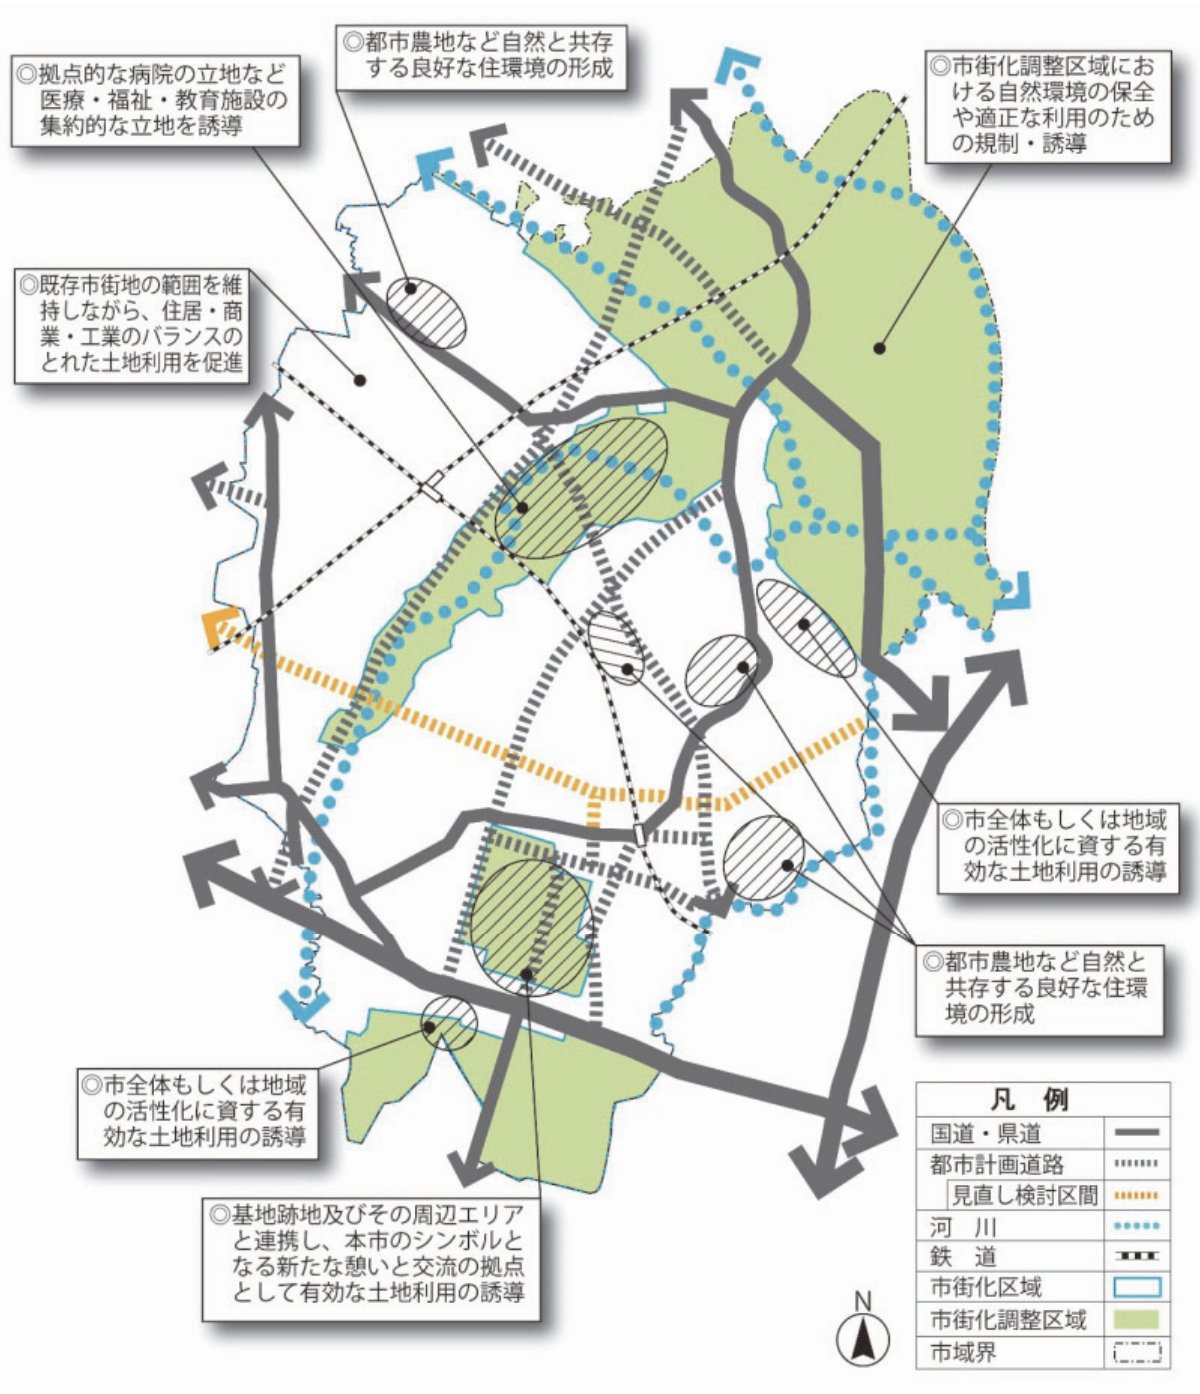 ◎都市農地など自然と共存
する良好な住環境の形成
◎拠点的な病院の立地など
医療・福祉・教育施設の
集約的な立地を誘導
◎市街化調整区域にお
ける自然環境の保全
や適正な利用のため
の規制・誘導
◎既存市街地の範囲を維
持しながら、住居・商
業・工業のバランスの
とれた土地利用を促進
◎市全体もしくは地域
の活性化に資する有
効な土地利用の誘導
◎都市農地など自然と
共存する良好な住環
境の形成
◎市全体もしくは地域
の活性化に資する有
効な土地利用の誘導
◎基地跡地及びその周辺エリア
と連携し、本市のシンボルと
なる新たな憩いと交流の拠点
として有効な土地利用の誘導
N
凡 例
国道・県道
都市計画道路
見直し検討区間
河 川
鉄 道
市街化区域
市街化調整区域
市域界